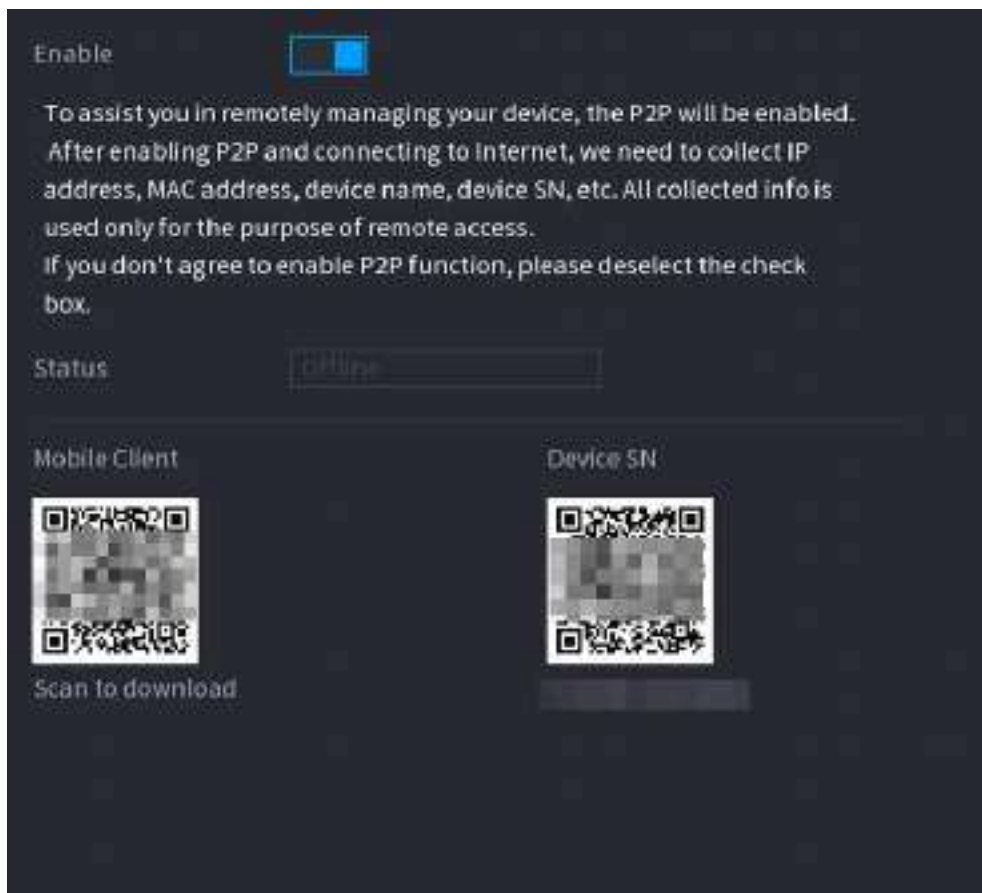 Enable
To assist you in remotely managing your device, the P2P will be enabled.
After enabling P2P and connecting to Internet, we need to collect IP
address, MAC address, device name, device SN, etc. All collected info is
used only for the purpose of remote access.
If you don't agree to enable P2P function, please deselect the check
box.
Status
Offline
Mobile Client
Device SN
Scan to download